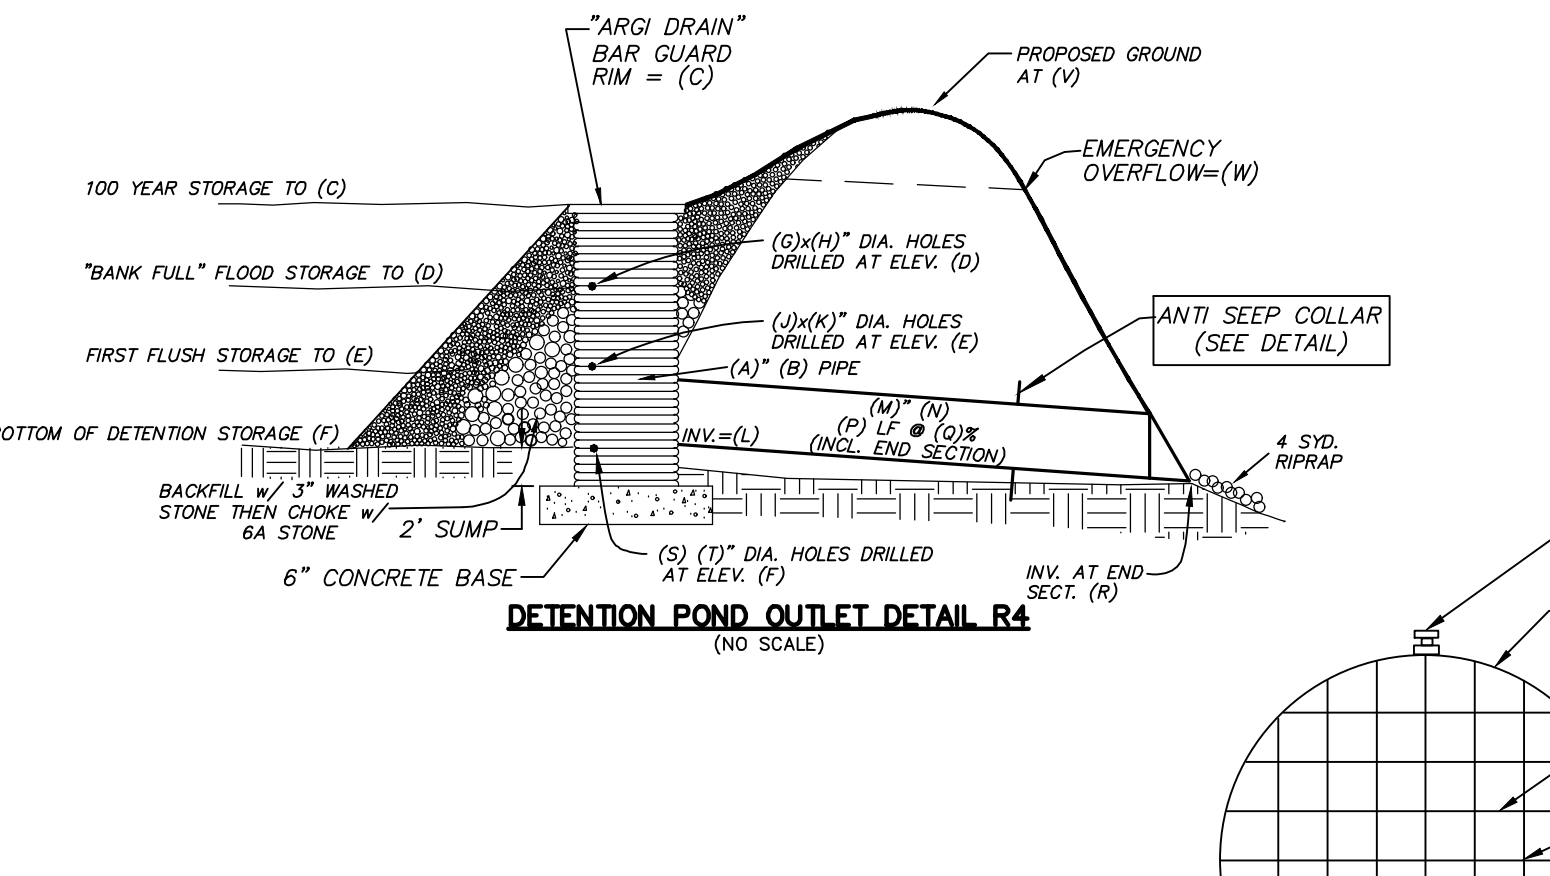 "ARGI DRAIN"
BAR GUARD
RIM = (C)
PROPOSED GROUND
AT (V)
EMERGENCY
OVERFLOW=(W)
100 YEAR STORAGE TO (C)
"BANK FULL" FLOOD STORAGE TO (D)
FIRST FLUSH STORAGE TO (E)
BOTTOM OF DETENTION STORAGE (F)
(G)x(H)" DIA. HOLES
DRILLED AT ELEV. (D)
(J)x(K)" DIA. HOLES
DRILLED AT ELEV. (E)
(A)" (B) PIPE
ANTI SEEP COLLAR
(SEE DETAIL)
INV.=(L)
(M)" (N)
(P) LF @ (Q)%
(INCL. END SECTION)
4 SYD.
RIPRAP
BACKFILL w/ 3" WASHED
STONE THEN CHOKE w/
6A STONE
2' SUMP
6" CONCRETE BASE
(S) (T)" DIA. HOLES DRILLED
AT ELEV. (F)
INV. AT END
SECT. (R)
DETENTION POND OUTLET DETAIL R4
(NO SCALE)